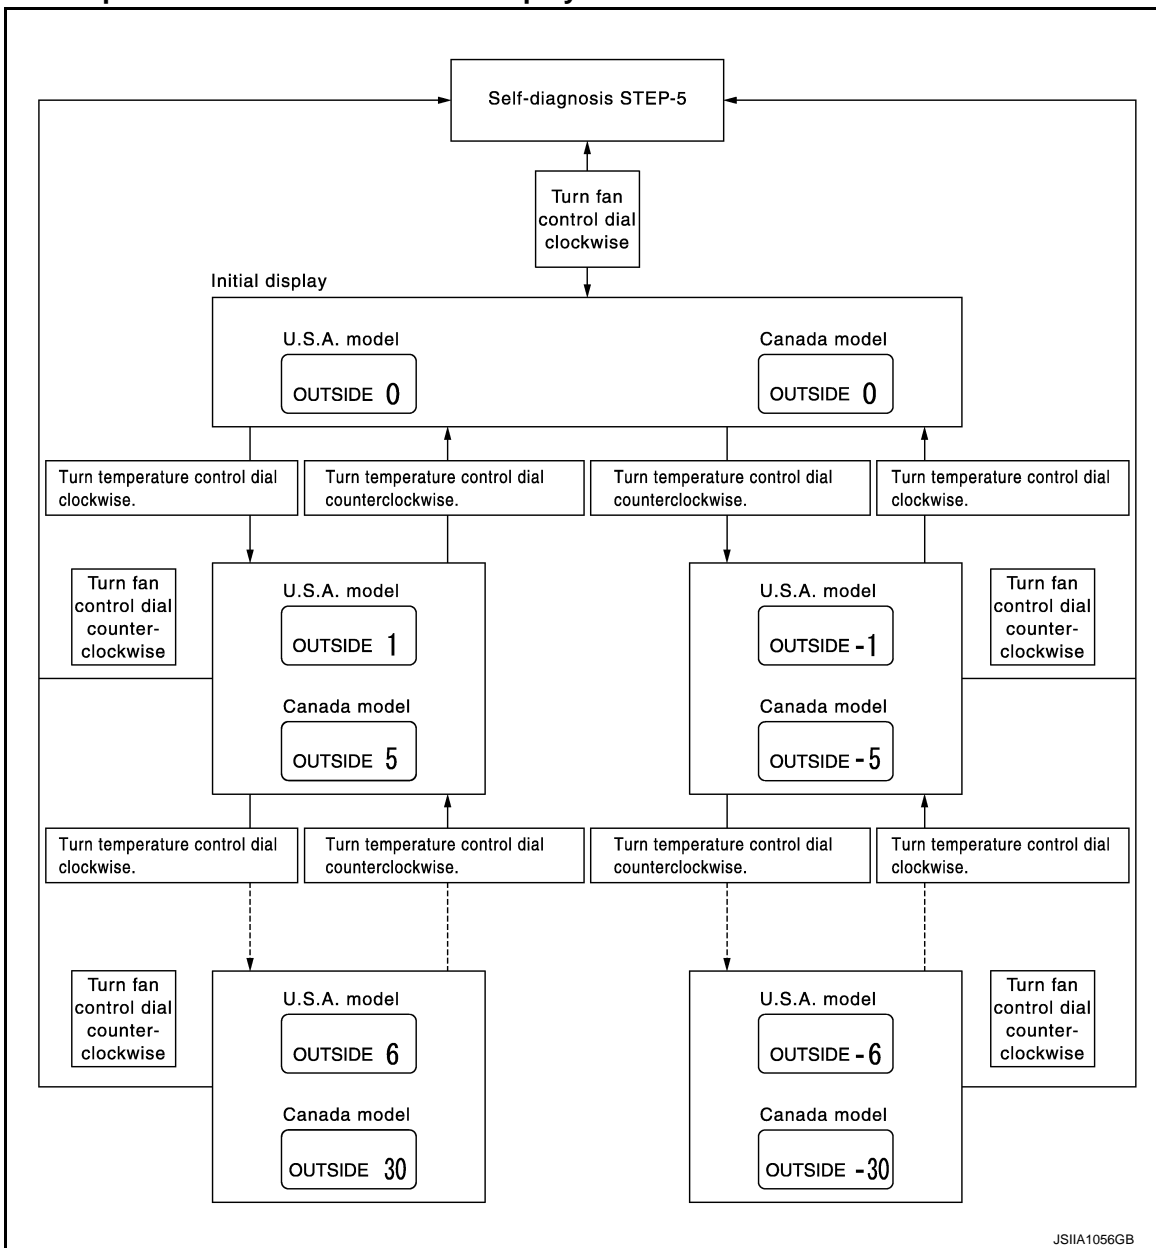 Self-diagnosis STEP-5
Turn fan
control dial
clockwise
Initial display
U.S.A. model
OUTSIDE 0
Canada model
OUTSIDE 0
Turn temperature control dial
clockwise.
Turn temperature control dial
counterclockwise.
Turn temperature control dial
counterclockwise.
Turn temperature control dial
clockwise.
Turn fan
control dial
counter-
clockwise
U.S.A. model
OUTSIDE 1
Canada model
OUTSIDE 5
U.S.A. model
OUTSIDE -1
Canada model
OUTSIDE -5
Turn fan
control dial
counter-
clockwise
Turn temperature control dial
clockwise.
Turn temperature control dial
counterclockwise.
Turn temperature control dial
counterclockwise.
Turn temperature control dial
clockwise.
Turn fan
control dial
counter-
clockwise
U.S.A. model
OUTSIDE 6
Canada model
OUTSIDE 30
U.S.A. model
OUTSIDE -6
Canada model
OUTSIDE -30
Turn fan
control dial
counter-
clockwise
JSIIA1056GB